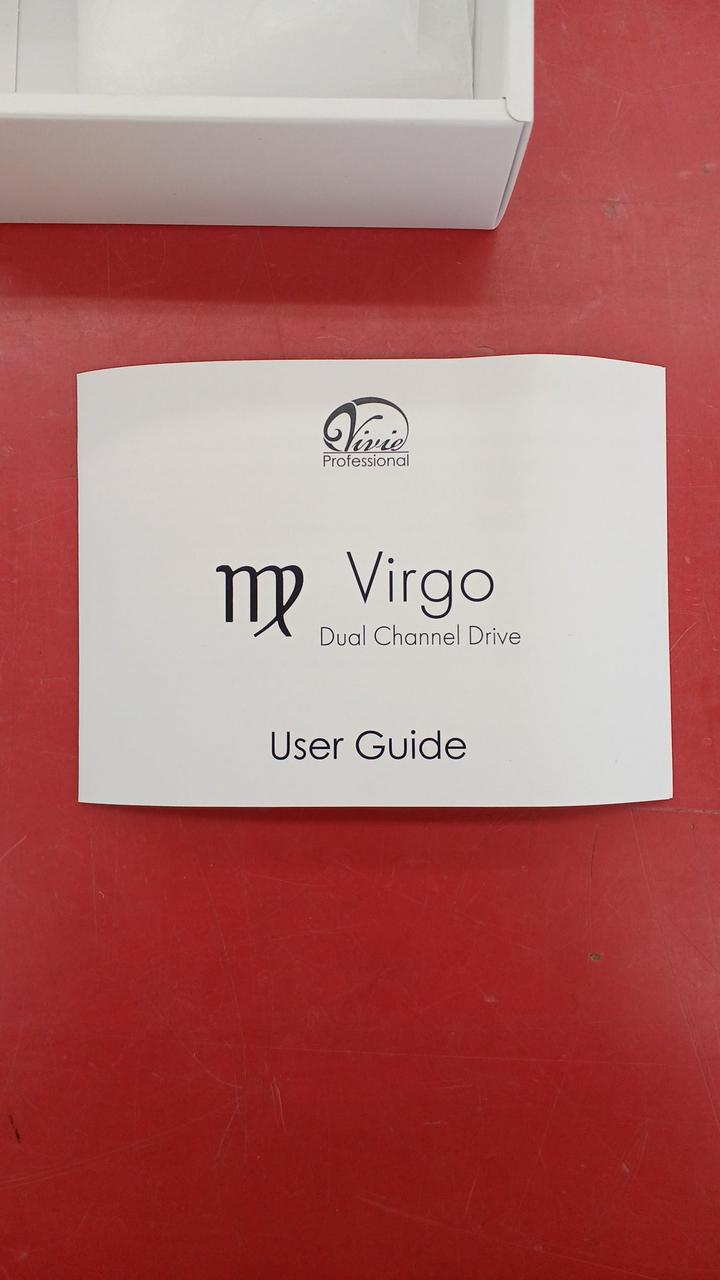 Vivie
Professional
Virgo
Dual Channel Drive
User Guide